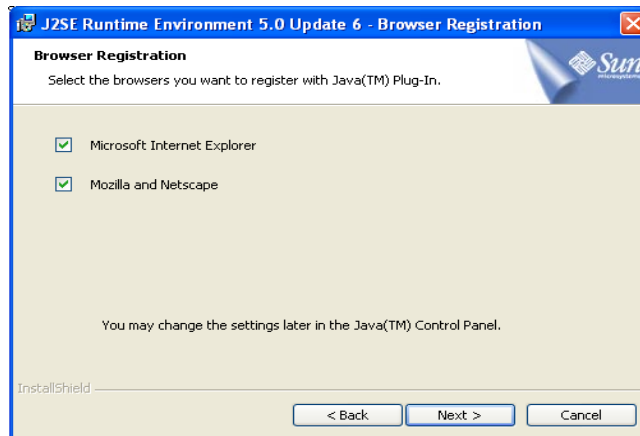 J2SE Runtime Environment 5.0 Update 6 - Browser Registration
Browser Registration
Select the browsers you want to register with Java(TM) Plug-In.
Sun
microsystems
Microsoft Internet Explorer
Mozilla and Netscape
You may change the settings later in the Java(TM) Control Panel.
InstallShield
< Back Next > Cancel